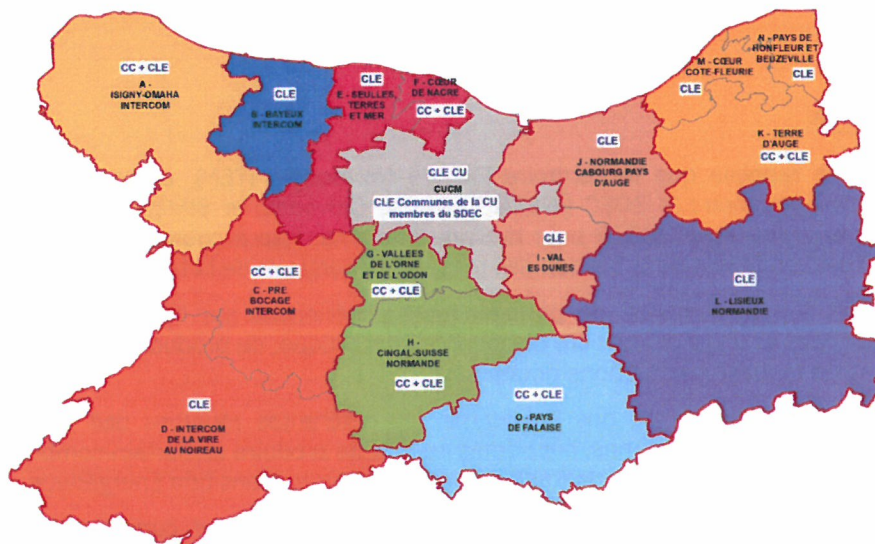 CC + CLE
A -
ISIGNY-OMAHA
INTERCOM
CLE
B - BAYEUX
INTERCOM
CLE
E - SEULLES,
TERRES
ET MER
F - CŒUR
DE NACRE
CC + CLE
CLE CU
CUCM
CLE Communes de la CU
membres du SDEC
CLE
J - NORMANDIE
CABOURG PAYS
D'AUGE
M - CŒUR
COTE-FLEURIE
CLE
N - PAYS DE
HONFLEUR ET
BEUZEVILLE
CLE
K - TERRE
D'AUGE
CC + CLE
CC + CLE
C - PRE
BOCAGE
INTERCOM
G - VALLEES
DE L'ORNE
ET DE L'ODON
CC + CLE
CLE
I - VAL
ES DUNES
CLE
L - LISIEUX
NORMANDIE
H -
CINGAL-SUISSE
NORMANDE
CC + CLE
CLE
D - INTERCOM
DE LA VIRE
AU NOIREAU
CC + CLE
O - PAYS
DE FALAISE